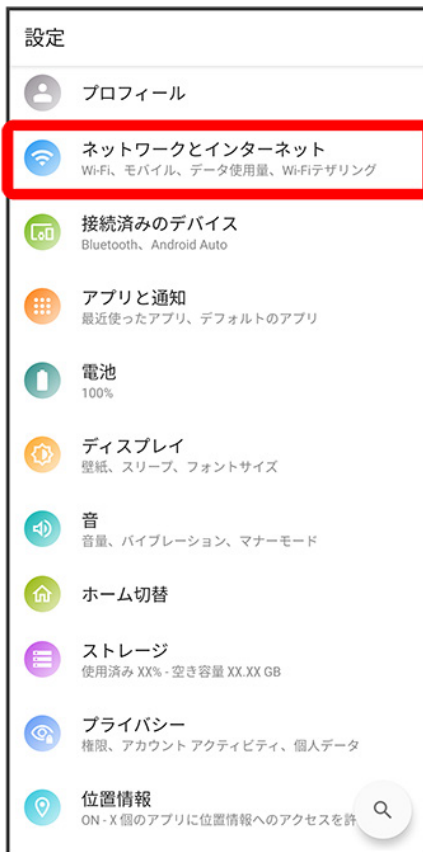 設定
プロフィール
ネットワークとインターネット
Wi-Fi、モバイル、データ使用量、Wi-Fiテザリング
接続済みのデバイス
Bluetooth、Android Auto
アプリと通知
最近使ったアプリ、デフォルトのアプリ
電池
100%
ディスプレイ
壁紙、スリープ、フォントサイズ
音
音量、バイブレーション、マナーモード
ホーム切替
ストレージ
使用済み XX% - 空き容量 XX.XX GB
プライバシー
権限、アカウント アクティビティ、個人データ
位置情報
ON - X 個のアプリに位置情報へのアクセスを許